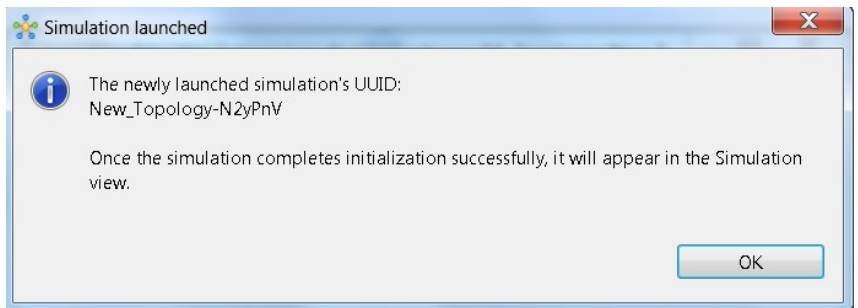 Simulation launched
The newly launched simulation's UUID:
New_Topology-N2yPnV
Once the simulation completes initialization successfully, it will appear in the Simulation
view.
OK